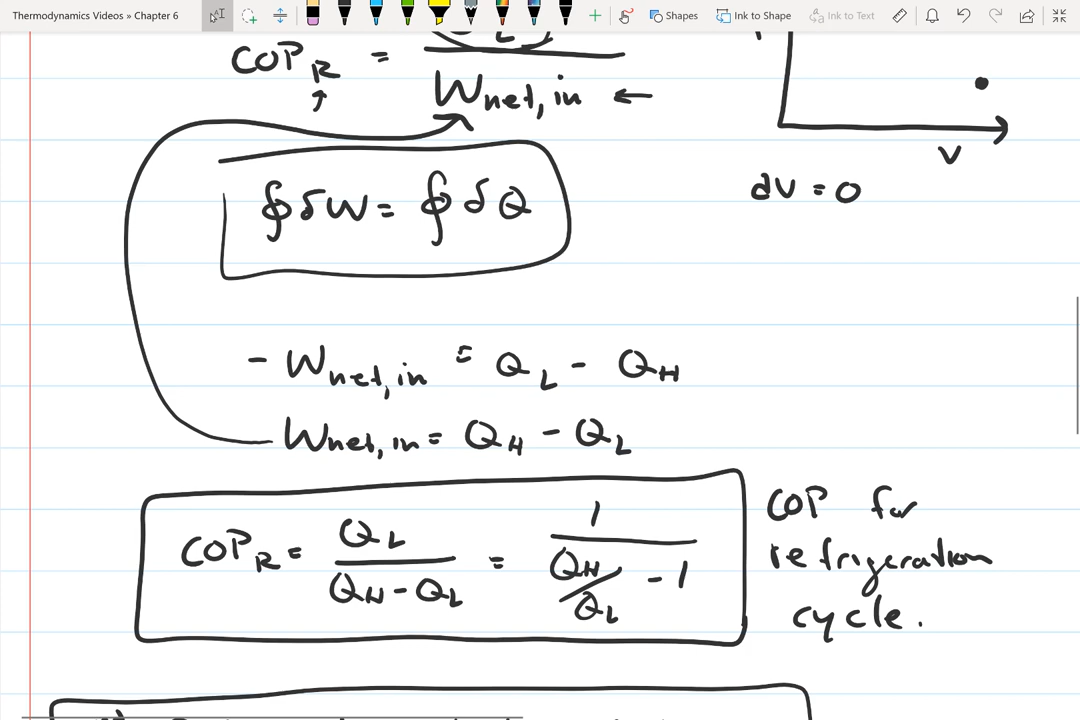 Thermodynamics Videos » Chapter 6
Shapes
Ink to Shape
Ink to Text
COP_R = W_net,in ←
↑
V
∮δW = ∮δQ
dV = 0
- W_net,in = Q_L - Q_H
W_net,in = Q_H - Q_L
COP_R = Q_L / (Q_H - Q_L) = 1 / (Q_H/Q_L - 1)
COP for
refrigeration
cycle.